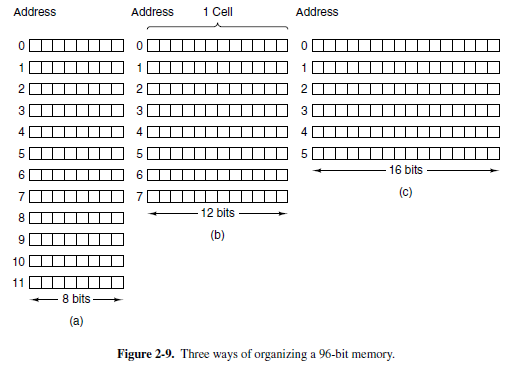 Address
0
1
2
3
4
5
6
7
8
9
10
11
8 bits
(a)
Address 1 Cell
0
1
2
3
4
5
6
7
12 bits
(b)
Address
0
1
2
3
4
5
16 bits
(c)
Figure 2-9. Three ways of organizing a 96-bit memory.